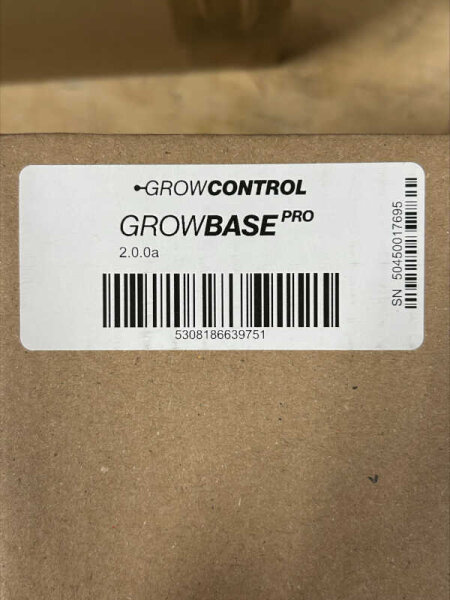 GROWCONTROL
GROWBASE PRO
2.0.0a
5308186639751
SN 50450017695